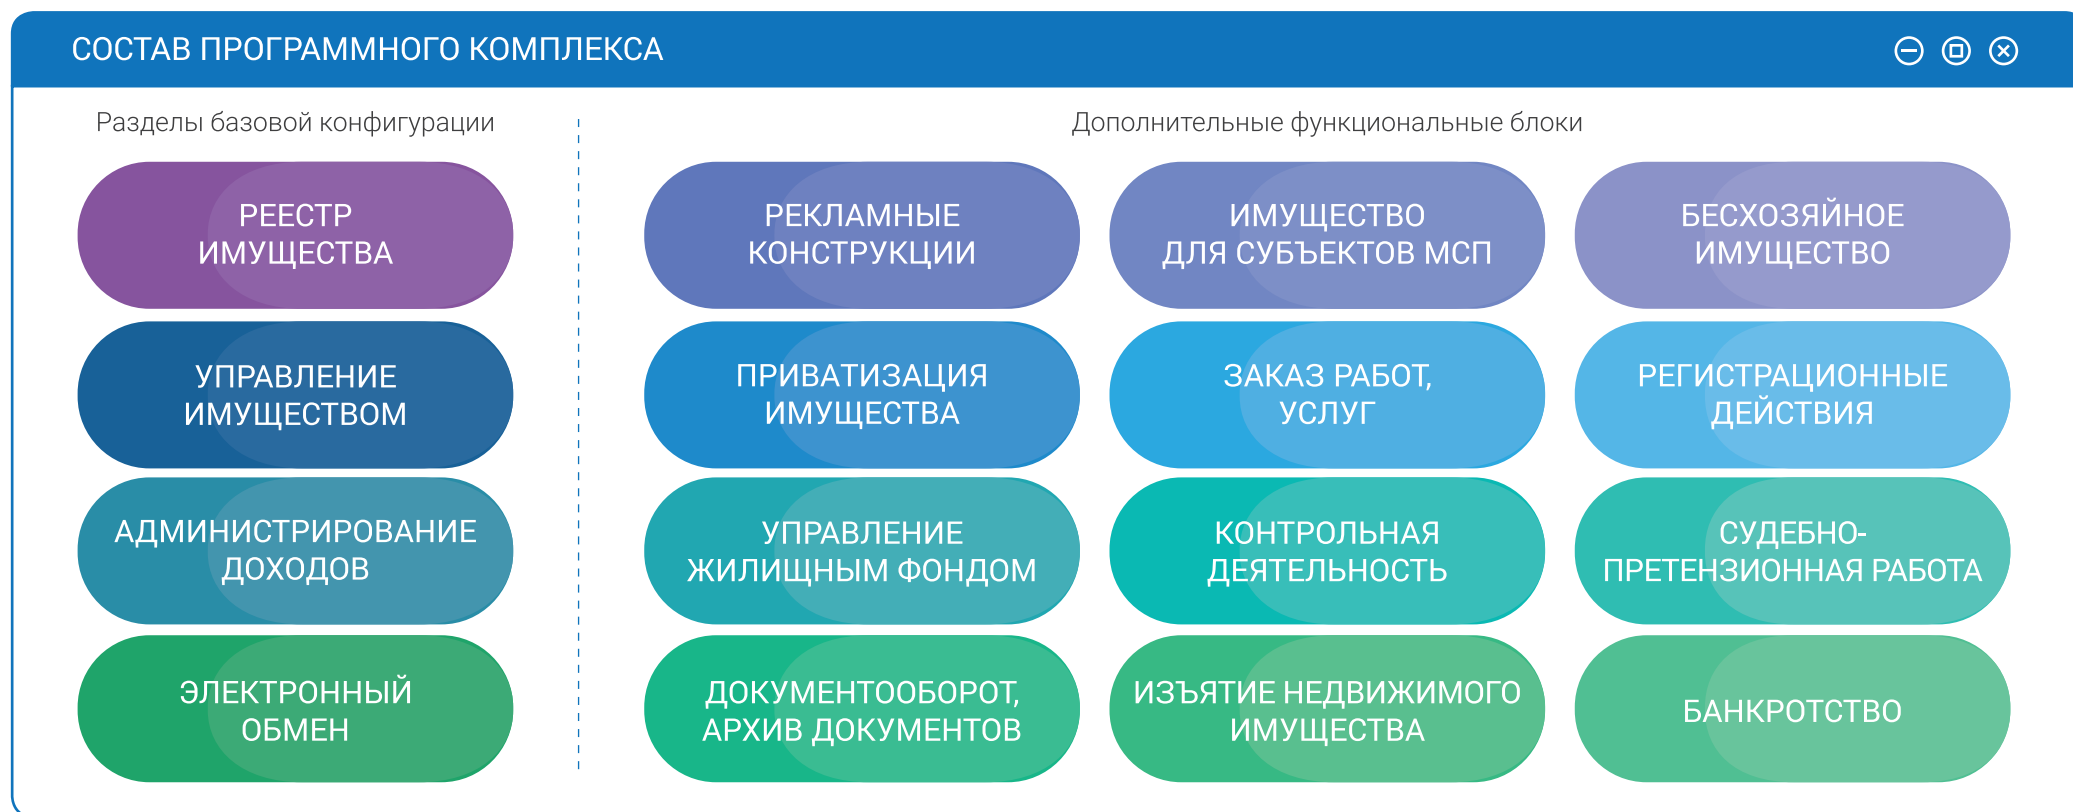 СОСТАВ ПРОГРАММНОГО КОМПЛЕКСА
Разделы базовой конфигурации
РЕЕСТР
ИМУЩЕСТВА
УПРАВЛЕНИЕ
ИМУЩЕСТВОМ
АДМИНИСТРИРОВАНИЕ
ДОХОДОВ
ЭЛЕКТРОННЫЙ
ОБМЕН
Дополнительные функциональные блоки
РЕКЛАМНЫЕ
КОНСТРУКЦИИ
ИМУЩЕСТВО
ДЛЯ СУБЪЕКТОВ МСП
БЕСХОЗЯЙНОЕ
ИМУЩЕСТВО
ПРИВАТИЗАЦИЯ
ИМУЩЕСТВА
ЗАКАЗ РАБОТ,
УСЛУГ
РЕГИСТРАЦИОННЫЕ
ДЕЙСТВИЯ
УПРАВЛЕНИЕ
ЖИЛИЩНЫМ ФОНДОМ
КОНТРОЛЬНАЯ
ДЕЯТЕЛЬНОСТЬ
СУДЕБНО-
ПРЕТЕНЗИОННАЯ РАБОТА
ДОКУМЕНТООБОРОТ,
АРХИВ ДОКУМЕНТОВ
ИЗЪЯТИЕ НЕДВИЖИМОГО
ИМУЩЕСТВА
БАНКРОТСТВО